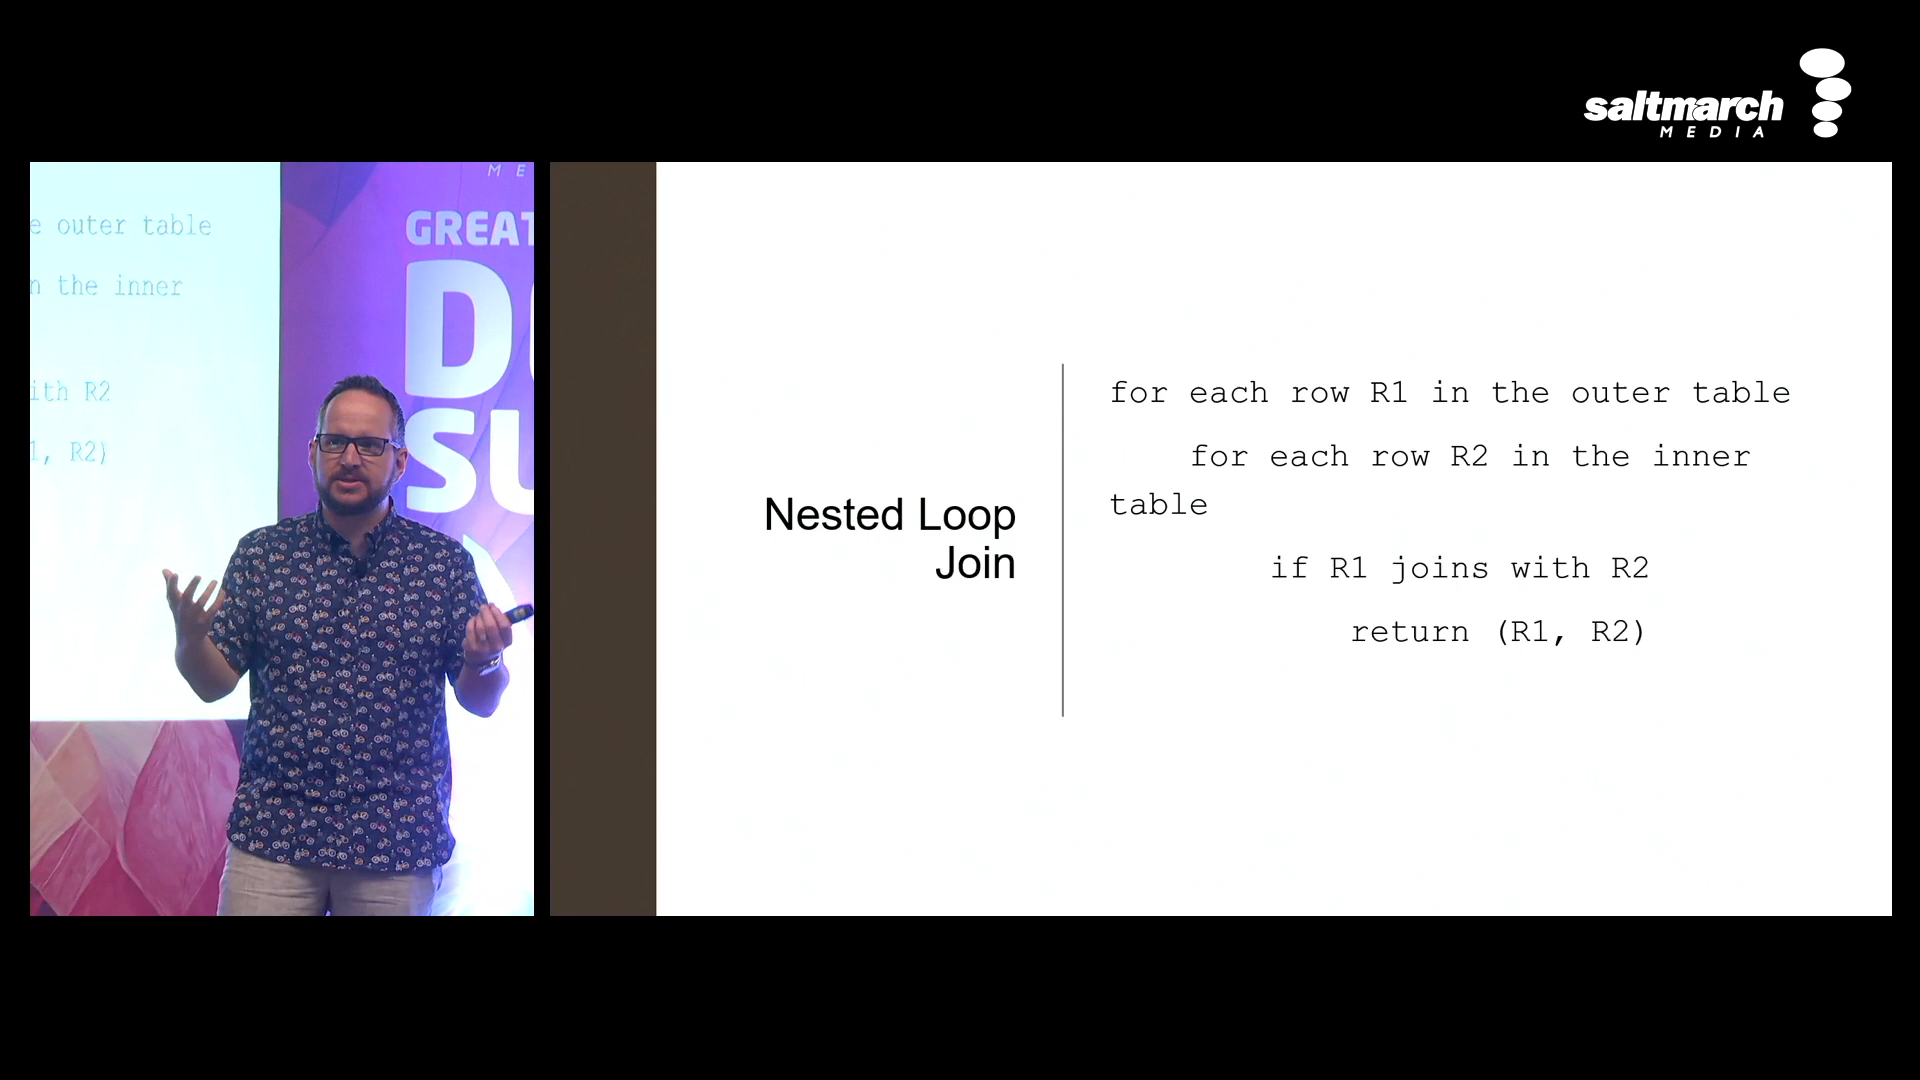 saltmarch
MEDIA
M E
GREAT
e outer table
n the inner
ith R2
1, R2)
SU
Nested Loop
Join
for each row R1 in the outer table
for each row R2 in the inner
table
if R1 joins with R2
return (R1, R2)